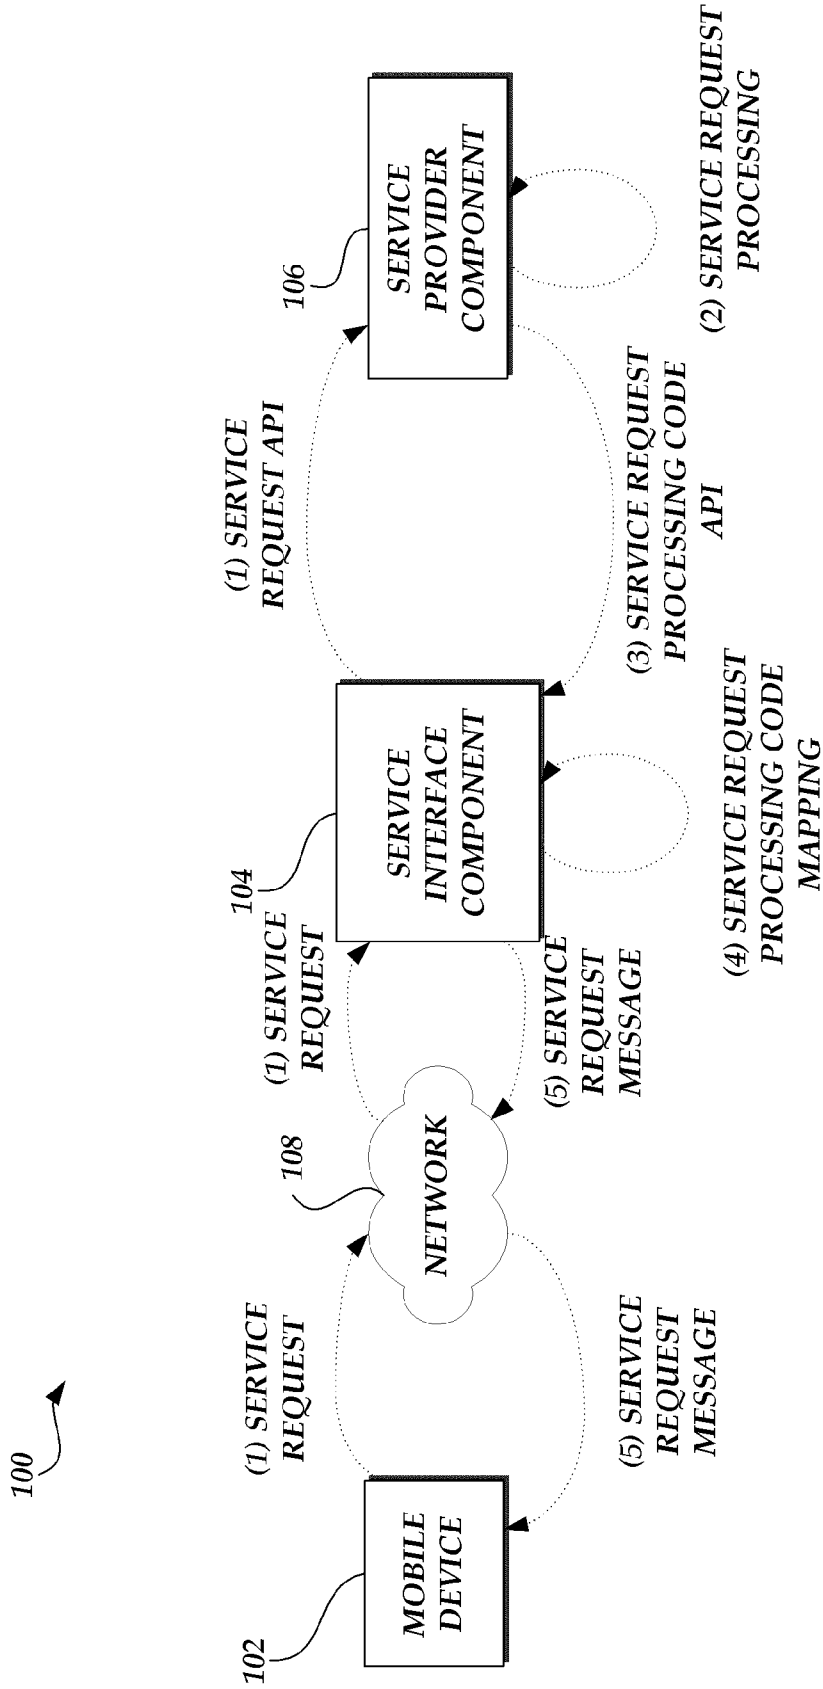 100
102
MOBILE
DEVICE
(1) SERVICE
REQUEST
(5) SERVICE
REQUEST
MESSAGE
108
NETWORK
(1) SERVICE
REQUEST
(5) SERVICE
REQUEST
MESSAGE
104
SERVICE
INTERFACE
COMPONENT
(4) SERVICE REQUEST
PROCESSING CODE
MAPPING
(1) SERVICE
REQUEST API
(3) SERVICE REQUEST
PROCESSING CODE
API
106
SERVICE
PROVIDER
COMPONENT
(2) SERVICE REQUEST
PROCESSING